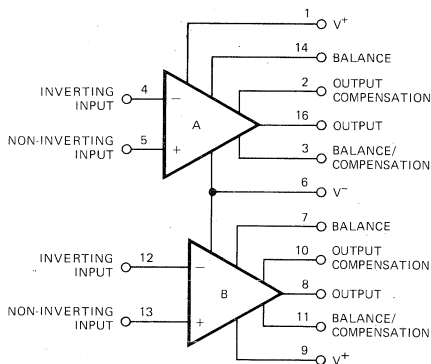 1 V+
14 BALANCE
2 OUTPUT
COMPENSATION
INVERTING
INPUT 4
−
A
16 OUTPUT
NON-INVERTING
INPUT 5
+
3 BALANCE/
COMPENSATION
6 V−
7 BALANCE
10 OUTPUT
COMPENSATION
INVERTING
INPUT 12
−
B
8 OUTPUT
NON-INVERTING
INPUT 13
+
11 BALANCE/
COMPENSATION
9 V+